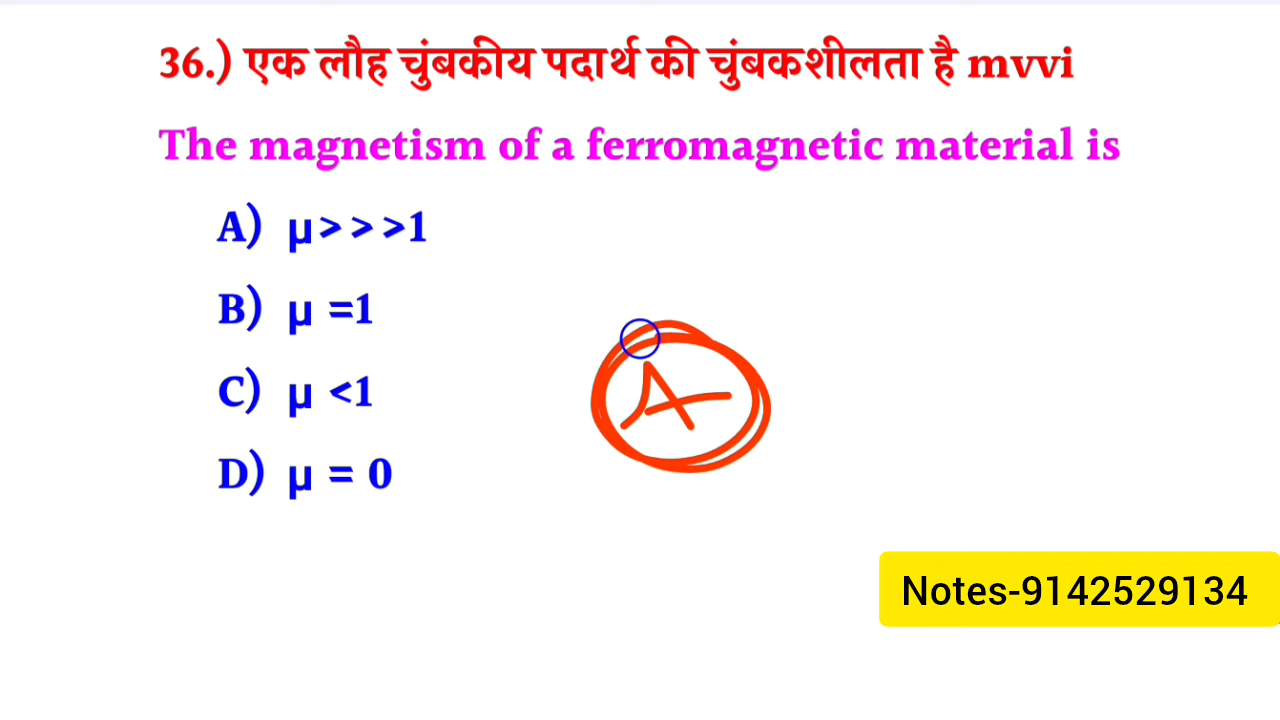 36.) एक लौह चुंबकीय पदार्थ की चुंबकशीलता है mvvi
The magnetism of a ferromagnetic material is
A) μ>>>1
B) μ =1
C) μ <1
D) μ = 0
A
Notes-9142529134